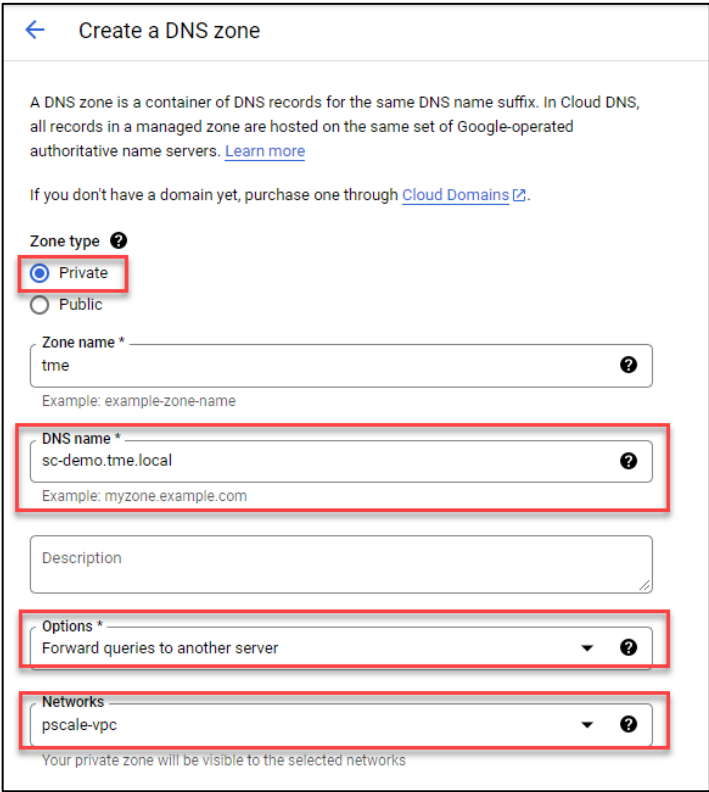 Create a DNS zone
A DNS zone is a container of DNS records for the same DNS name suffix. In Cloud DNS,
all records in a managed zone are hosted on the same set of Google-operated
authoritative name servers. Learn more
If you don't have a domain yet, purchase one through Cloud Domains.
Zone type
Private
Public
Zone name *
tme
Example: example-zone-name
DNS name *
sc-demo.tme.local
Example: myzone.example.com
Description
Options *
Forward queries to another server
Networks
pscale-vpc
Your private zone will be visible to the selected networks